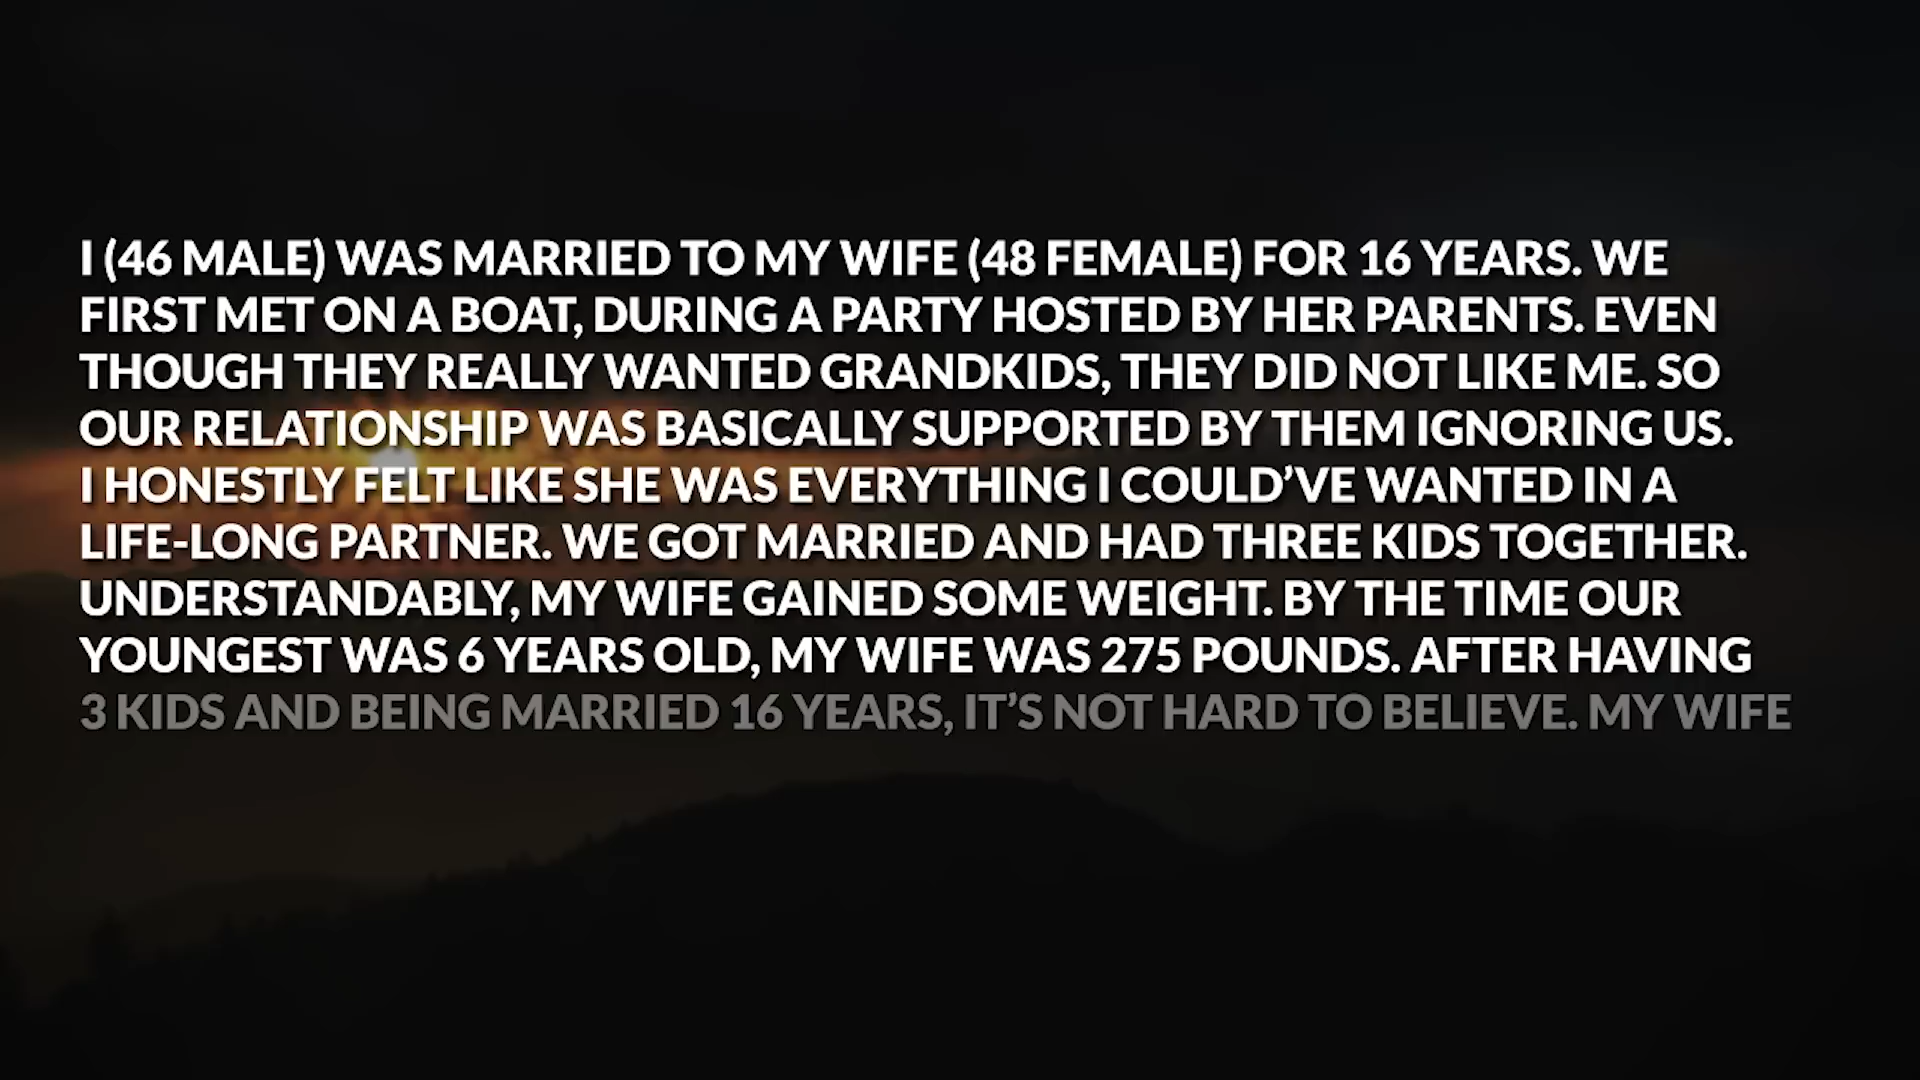 I (46 MALE) WAS MARRIED TO MY WIFE (48 FEMALE) FOR 16 YEARS. WE
FIRST MET ON A BOAT, DURING A PARTY HOSTED BY HER PARENTS. EVEN
THOUGH THEY REALLY WANTED GRANDKIDS, THEY DID NOT LIKE ME. SO
OUR RELATIONSHIP WAS BASICALLY SUPPORTED BY THEM IGNORING US.
I HONESTLY FELT LIKE SHE WAS EVERYTHING I COULD’VE WANTED IN A
LIFE-LONG PARTNER. WE GOT MARRIED AND HAD THREE KIDS TOGETHER.
UNDERSTANDABLY, MY WIFE GAINED SOME WEIGHT. BY THE TIME OUR
YOUNGEST WAS 6 YEARS OLD, MY WIFE WAS 275 POUNDS. AFTER HAVING
3 KIDS AND BEING MARRIED 16 YEARS, IT’S NOT HARD TO BELIEVE. MY WIFE